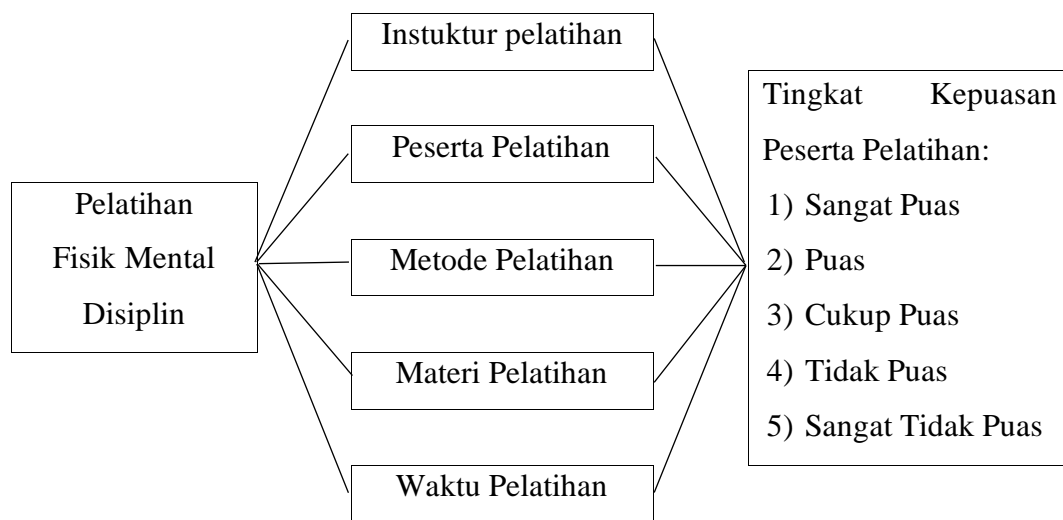 Pelatihan
Fisik Mental
Disiplin
Instuktur pelatihan
Peserta Pelatihan
Metode Pelatihan
Materi Pelatihan
Waktu Pelatihan
Tingkat Kepuasan
Peserta Pelatihan:
1) Sangat Puas
2) Puas
3) Cukup Puas
4) Tidak Puas
5) Sangat Tidak Puas